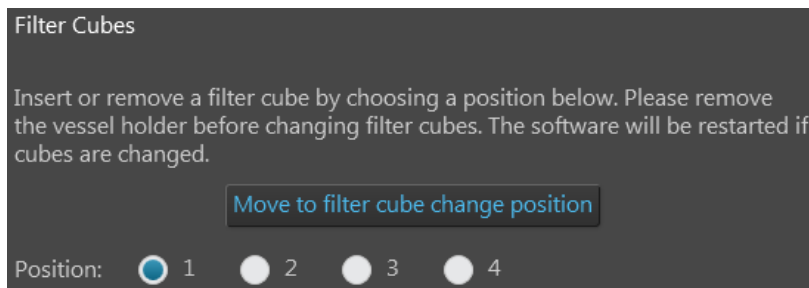 Filter Cubes
Insert or remove a filter cube by choosing a position below. Please remove
the vessel holder before changing filter cubes. The software will be restarted if
cubes are changed.
Move to filter cube change position
Position: 1 2 3 4